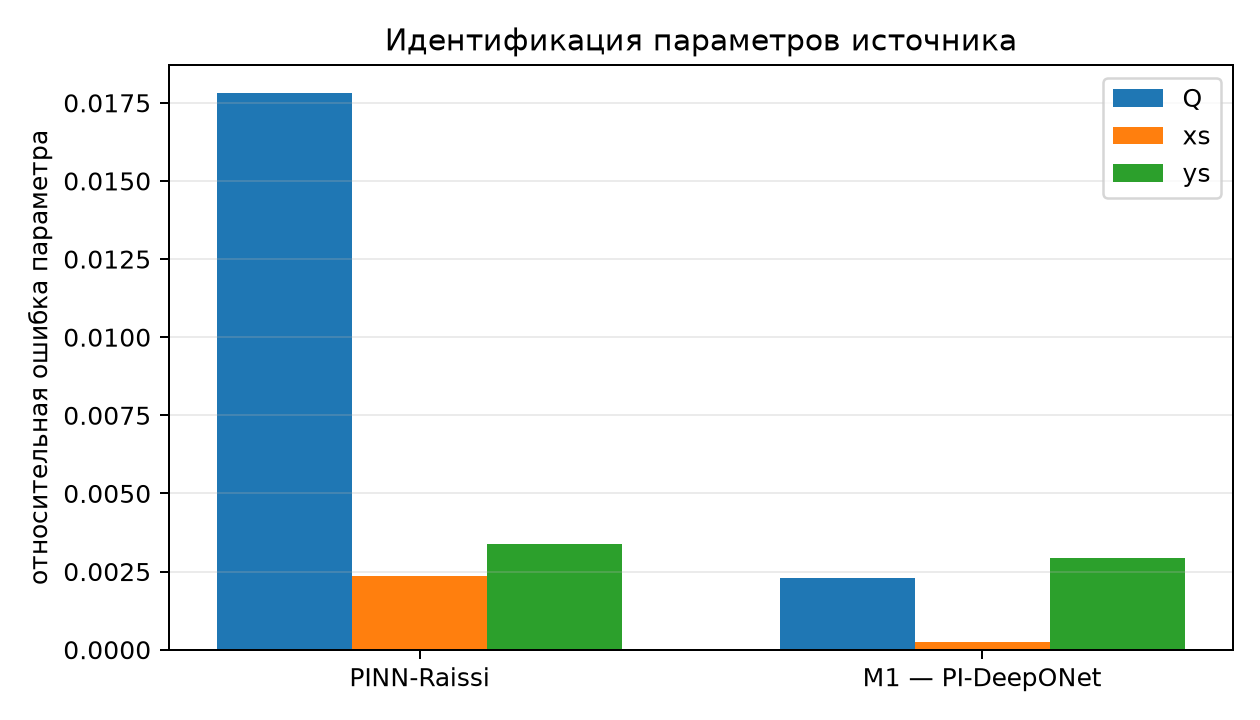 Идентификация параметров источника
относительная ошибка параметра
0.0175
0.0150
0.0125
0.0100
0.0075
0.0050
0.0025
0.0000
Q
xs
ys
PINN-Raissi
M1 — PI-DeepONet